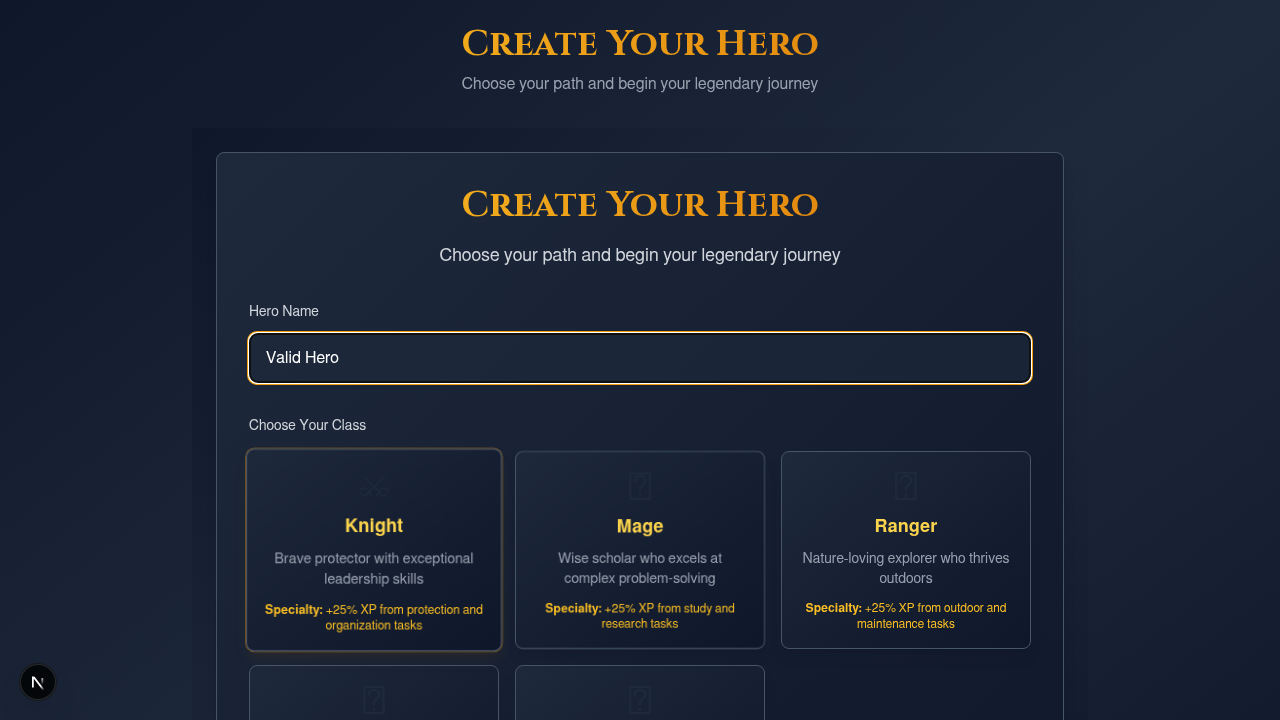 Create Your Hero
Choose your path and begin your legendary journey
Create Your Hero
Choose your path and begin your legendary journey
Hero Name
Valid Hero
Choose Your Class
Knight
Brave protector with exceptional
leadership skills
Specialty: +25% XP from protection and
organization tasks
Mage
Wise scholar who excels at
complex problem-solving
Specialty: +25% XP from study and
research tasks
Ranger
Nature-loving explorer who thrives
outdoors
Specialty: +25% XP from outdoor and
maintenance tasks
N